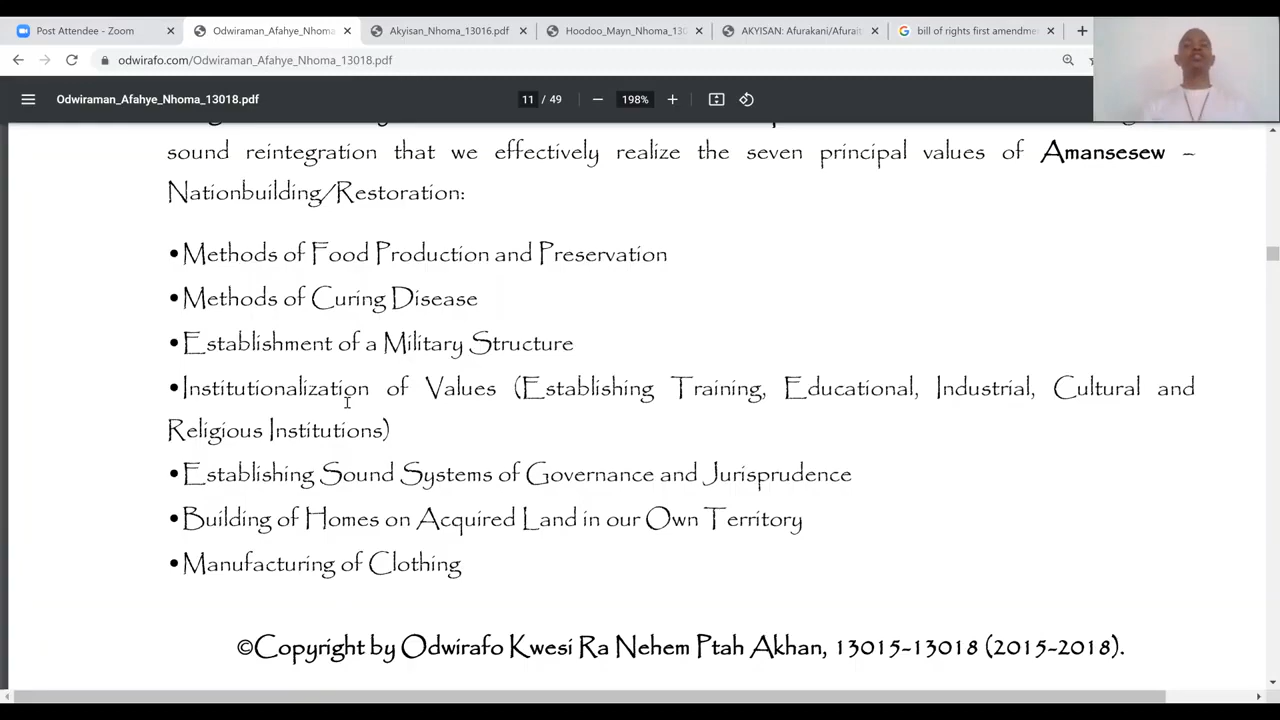 Post Attendee - Zoom
Odwiraman_Afahye_Nhoma
Akyisan_Nhoma_13016.pdf
Hoodoo_Mayn_Nhoma_130
AKYISAN: Afurakani/Afurait
bill of rights first amendme
odwirafo.com/Odwiraman_Afahye_Nhoma_13018.pdf
Odwiraman_Afahye_Nhoma_13018.pdf
11 / 49
198%
sound reintegration that we effectively realize the seven principal values of Amansesew –
Nationbuilding/Restoration:
•Methods of Food Production and Preservation
•Methods of Curing Disease
•Establishment of a Military Structure
•Institutionalization of Values (Establishing Training, Educational, Industrial, Cultural and
Religious Institutions)
•Establishing Sound Systems of Governance and Jurisprudence
•Building of Homes on Acquired Land in our Own Territory
•Manufacturing of Clothing
©Copyright by Odwirafo Kwesi Ra Nehem Ptah Akhan, 13015-13018 (2015-2018).